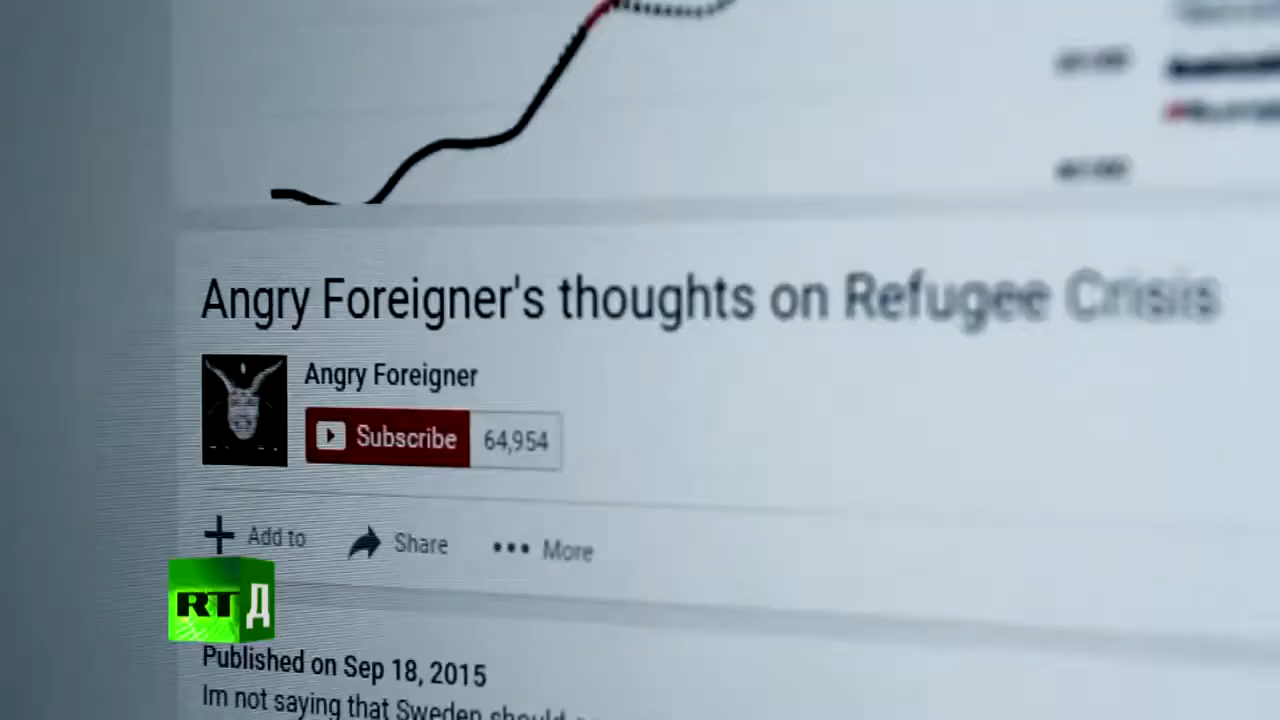 Angry Foreigner's thoughts on Refugee Crisis
Angry Foreigner
Subscribe 64,954
Add to Share More
RT Д
Published on Sep 18, 2015
Im not saying that Sweden should